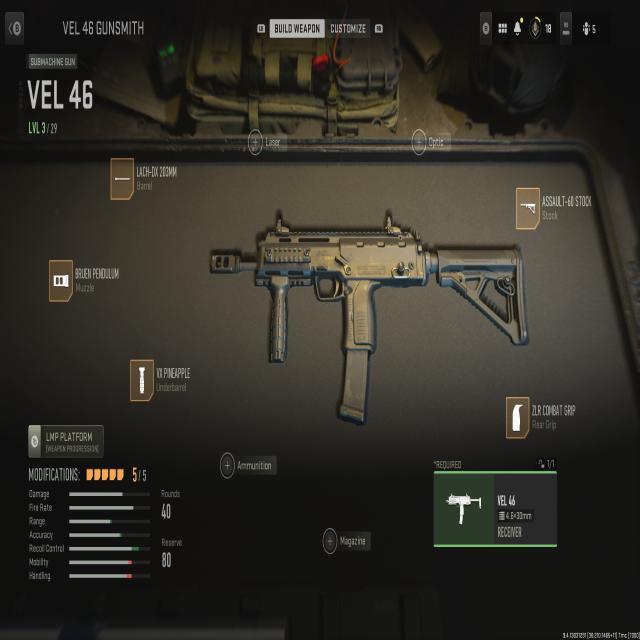 VEL 46 GUNSMITH
BUILD WEAPON
CUSTOMIZE
18
5
SUBMACHINE GUN
VEL 46
LVL 3 / 29
Laser
Optic
LACH-DX 203MM
Barrel
ASSAULT-60 STOCK
Stock
BRUEN PENDULUM
Muzzle
VX PINEAPPLE
Underbarrel
ZLR COMBAT GRIP
Rear Grip
LMP PLATFORM
[WEAPON PROGRESSION]
Ammunition
*REQUIRED
1/1
MODIFICATIONS:
5 / 5
VEL 46
4.6×30mm
RECEIVER
Damage
Fire Rate
Range
Accuracy
Recoil Control
Mobility
Handling
Rounds
40
Reserve
80
Magazine